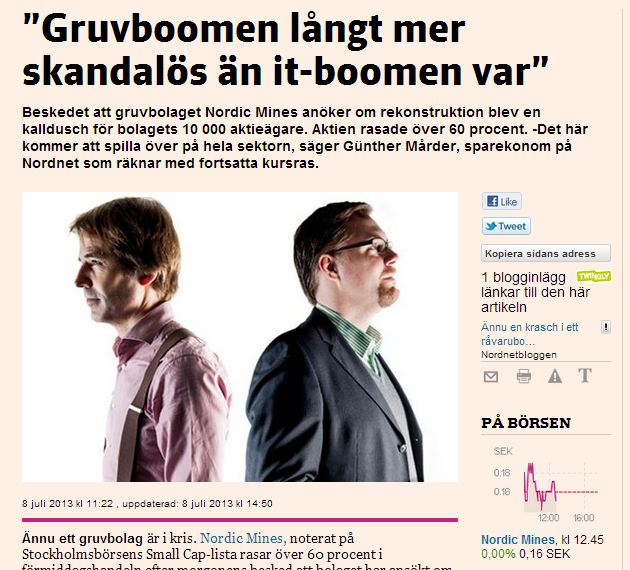 ”Gruvboomen långt mer
skandalös än it-boomen var”
Beskedet att gruvbolaget Nordic Mines anöker om rekonstruktion blev en
kalldusch för bolagets 10 000 aktieägare. Aktien rasade över 60 procent. -Det här
kommer att spilla över på hela sektorn, säger Günther Mårder, sparekonom på
Nordnet som räknar med fortsatta kursras.
Like
Tweet
Kopiera sidans adress
1 blogginlägg
TWINGLY
länkar till den här
artikeln
Ännu en krasch i ett
råvarubo...
Nordnetbloggen
PÅ BÖRSEN
SEK
0.18
0.16
12:00 16:00
Nordic Mines, kl 12.45
0,00% 0,16 SEK
8 juli 2013 kl 11:22 , uppdaterad: 8 juli 2013 kl 14:50
Ännu ett gruvbolag är i kris. Nordic Mines, noterat på
Stockholmsbörsens Small Cap-lista rasar över 60 procent i
förmiddagshandeln efter morgonens besked att bolaget har ansökt om